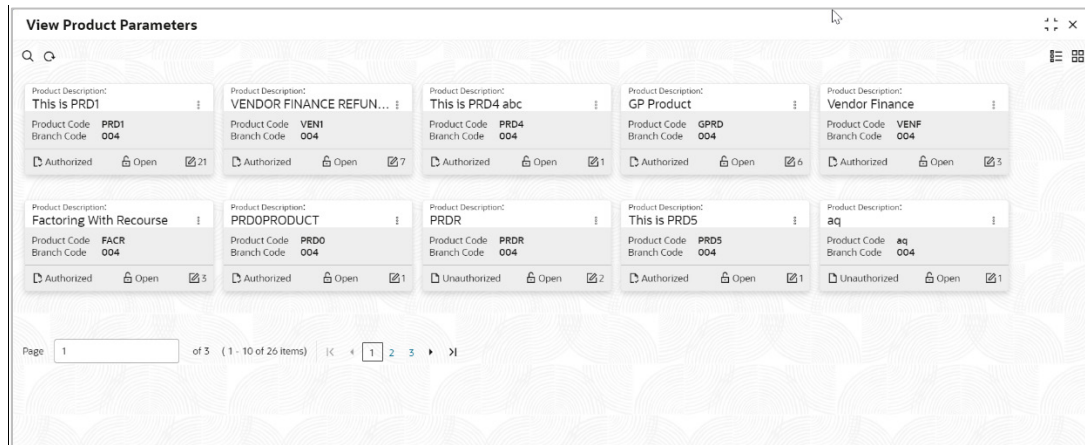 View Product Parameters
Product Description:
This is PRD1
Product Code PRD1
Branch Code 004
Authorized Open 21
Product Description:
VENDOR FINANCE REFUN...
Product Code VEN1
Branch Code 004
Authorized Open 7
Product Description:
This is PRD4 abc
Product Code PRD4
Branch Code 004
Authorized Open 1
Product Description:
GP Product
Product Code GPRD
Branch Code 004
Authorized Open 6
Product Description:
Vendor Finance
Product Code VENF
Branch Code 004
Authorized Open 3
Product Description:
Factoring With Recourse
Product Code FACR
Branch Code 004
Authorized Open 3
Product Description:
PRD0PRODUCT
Product Code PRD0
Branch Code 004
Authorized Open 1
Product Description:
PRDR
Product Code PRDR
Branch Code 004
Unauthorized Open 2
Product Description:
This is PRD5
Product Code PRD5
Branch Code 004
Authorized Open 1
Product Description:
aq
Product Code aq
Branch Code 004
Unauthorized Open 1
Page 1 of 3 (1 - 10 of 26 items) 1 2 3